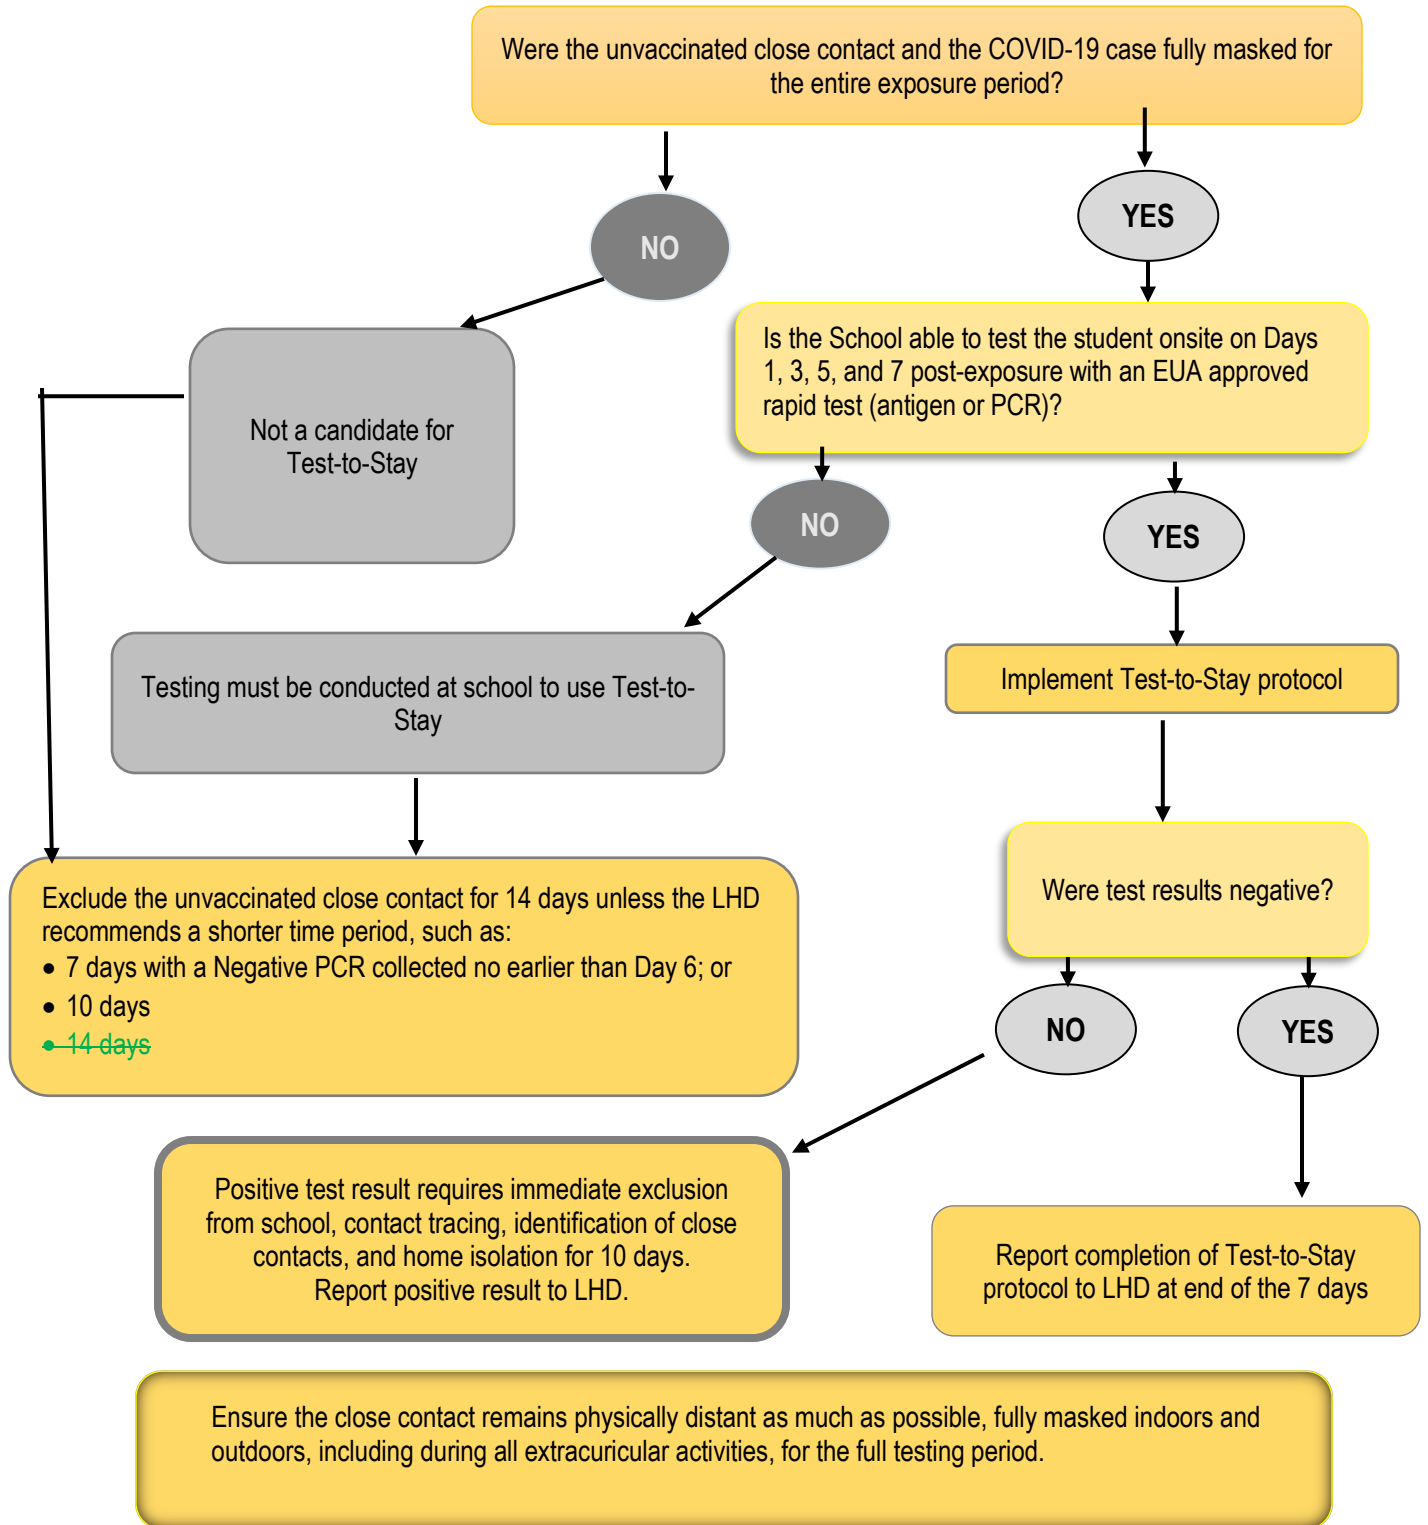 Were the unvaccinated close contact and the COVID-19 case fully masked for
the entire exposure period?
NO
YES
Is the School able to test the student onsite on Days
1, 3, 5, and 7 post-exposure with an EUA approved
rapid test (antigen or PCR)?
Not a candidate for
Test-to-Stay
NO
YES
Testing must be conducted at school to use Test-to-
Stay
Implement Test-to-Stay protocol
Exclude the unvaccinated close contact for 14 days unless the LHD
recommends a shorter time period, such as:
• 7 days with a Negative PCR collected no earlier than Day 6; or
• 10 days
• 14 days
Were test results negative?
NO
YES
Positive test result requires immediate exclusion
from school, contact tracing, identification of close
contacts, and home isolation for 10 days.
Report positive result to LHD.
Report completion of Test-to-Stay
protocol to LHD at end of the 7 days
Ensure the close contact remains physically distant as much as possible, fully masked indoors and
outdoors, including during all extracuricular activities, for the full testing period.